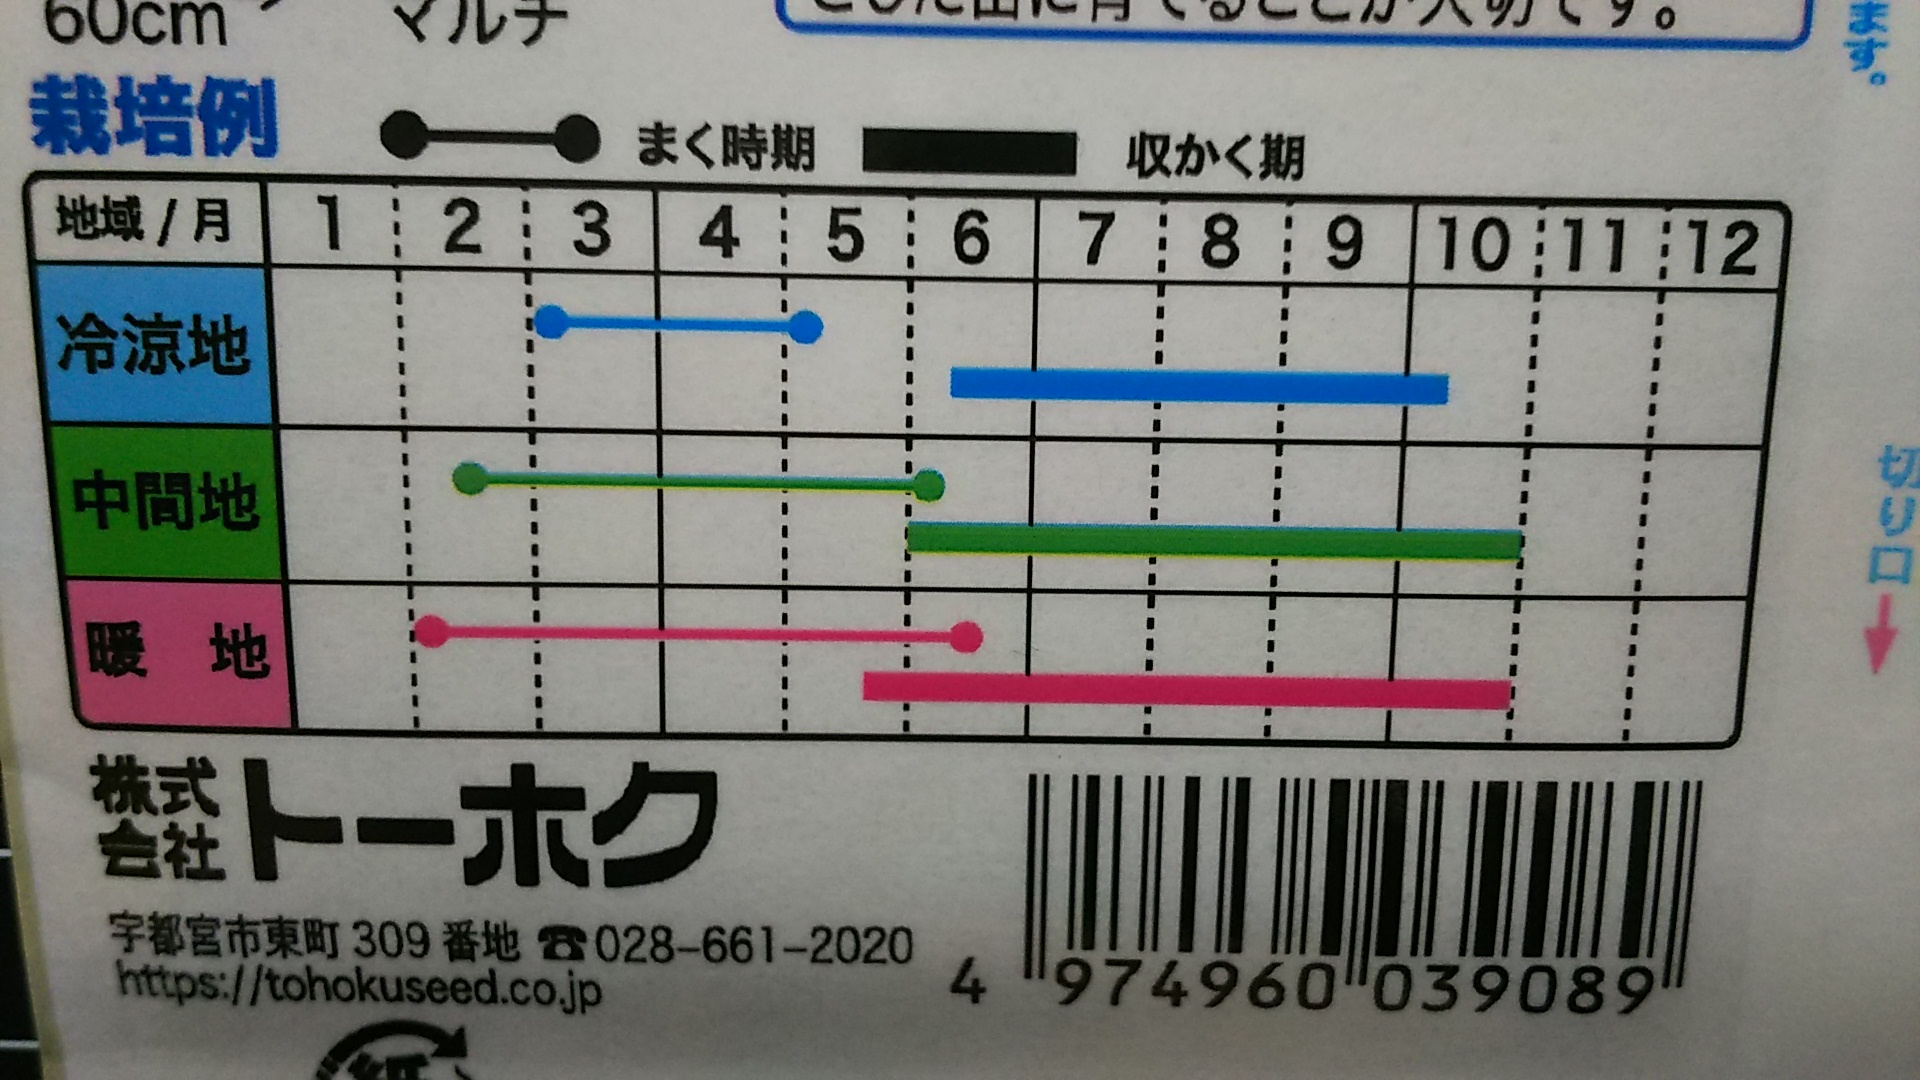 60cm マルチ
栽培例
まく時期 収かく期
地域/月 1 2 3 4 5 6 7 8 9 10 11 12
冷涼地
中間地
暖地
株式会社トーホク
宇都宮市東町309番地 ☎028-661-2020
https://tohokuseed.co.jp
4 974960 039089
ます。
切り口
紙